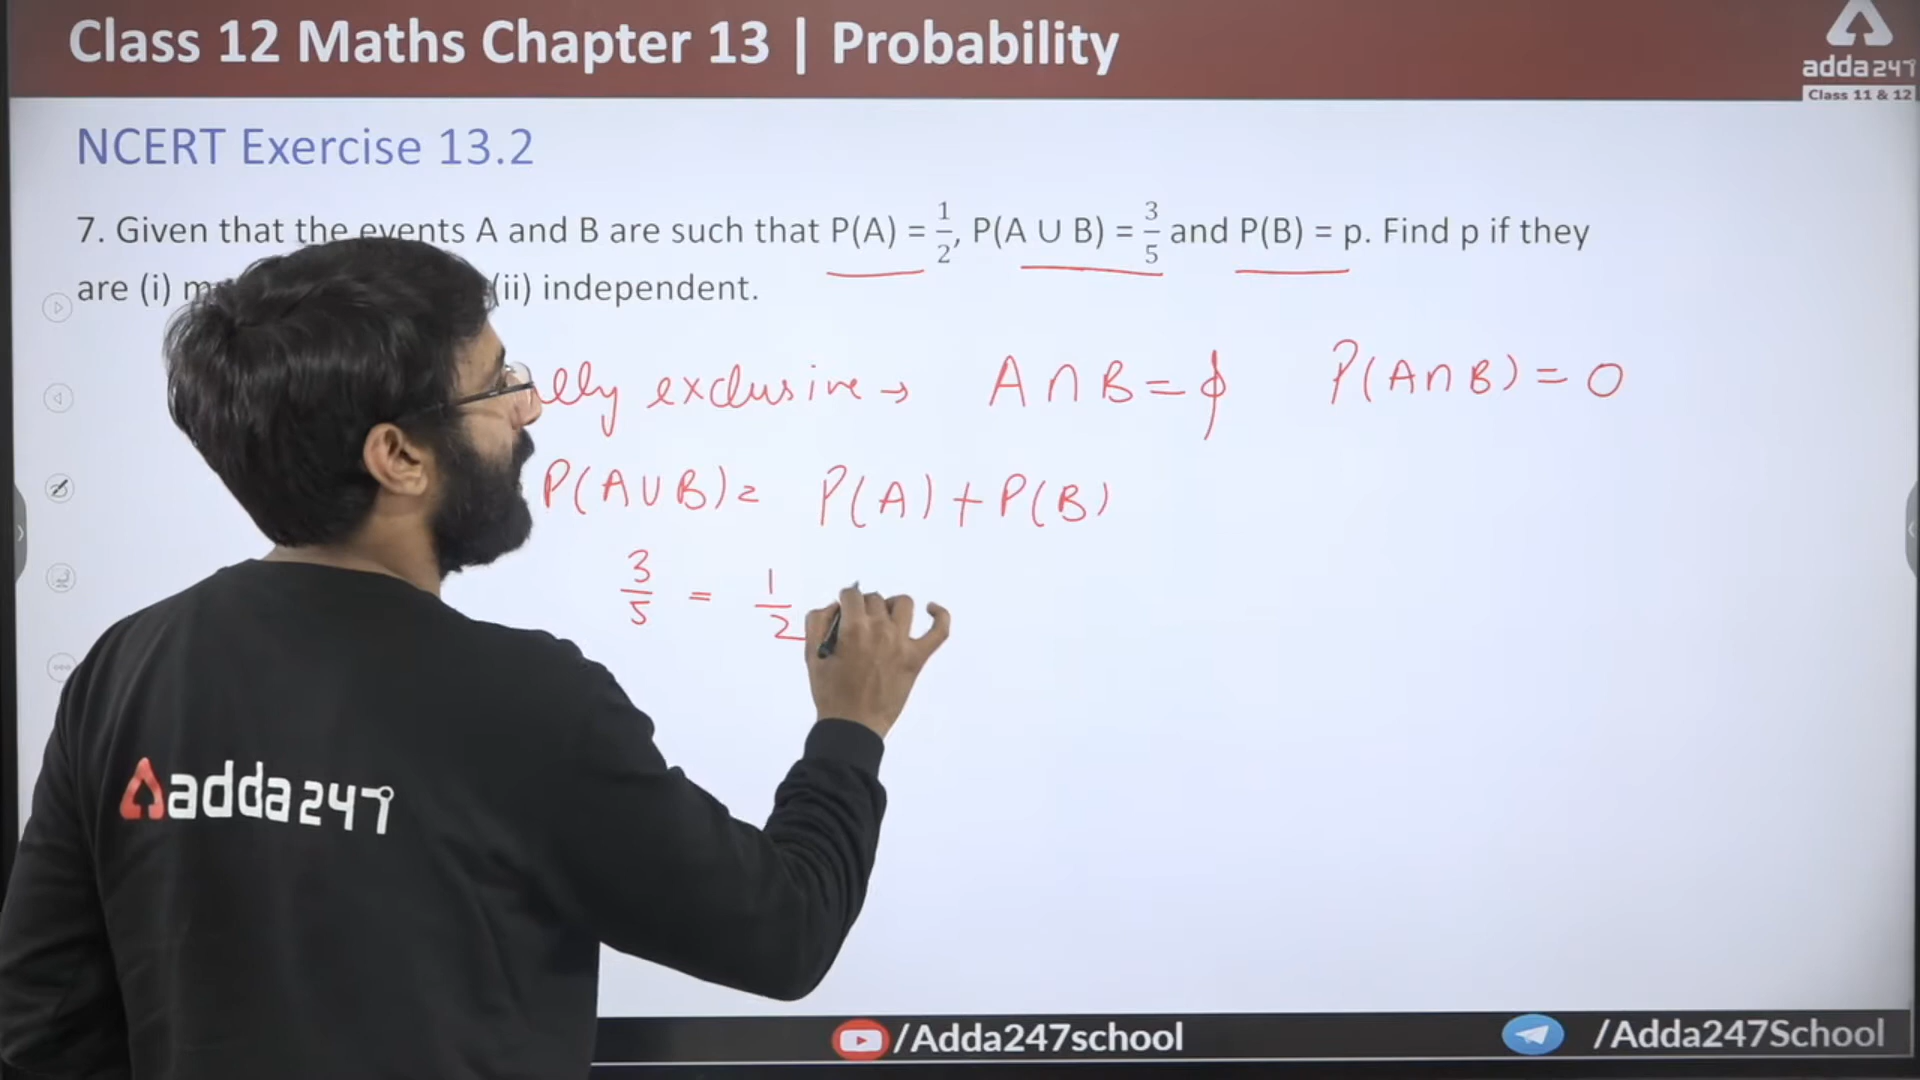 Class 12 Maths Chapter 13 | Probability
adda247
Class 11 & 12
NCERT Exercise 13.2
7. Given that the events A and B are such that P(A) = 1/2, P(A ∪ B) = 3/5 and P(B) = p. Find p if they
are (i) (ii) independent.
exclusive → A ∩ B = ϕ P(A ∩ B) = 0
P(A ∪ B) = P(A) + P(B)
3/5 = 1/2
adda247
/Adda247school
/Adda247School